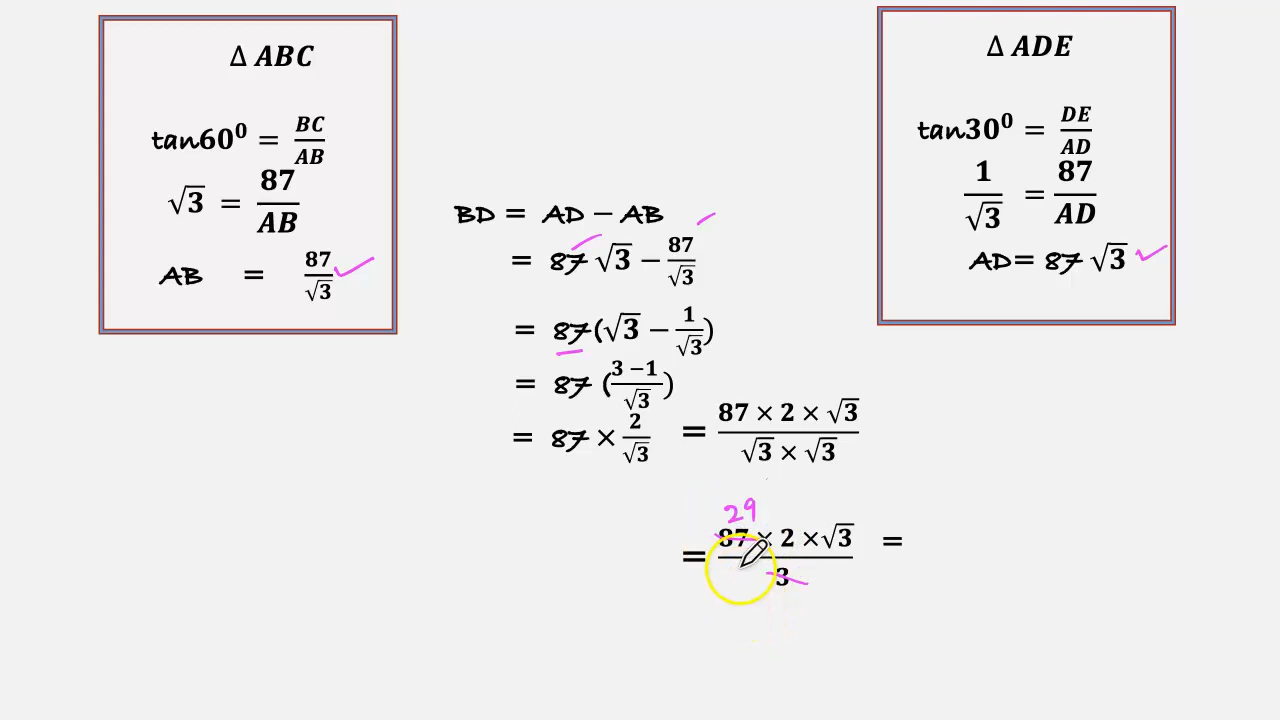 Δ ABC
tan60⁰ = BC/AB
√3 = 87/AB
AB = 87/√3
BD = AD − AB
= 87 √3 − 87/√3
= 87(√3 − 1/√3)
= 87 (3 −1/√3)
= 87 × 2/√3
= 87 × 2 × √3/√3 × √3
29
= 87 × 2 ×√3/3 =
Δ ADE
tan30⁰ = DE/AD
1/√3 = 87/AD
AD= 87 √3